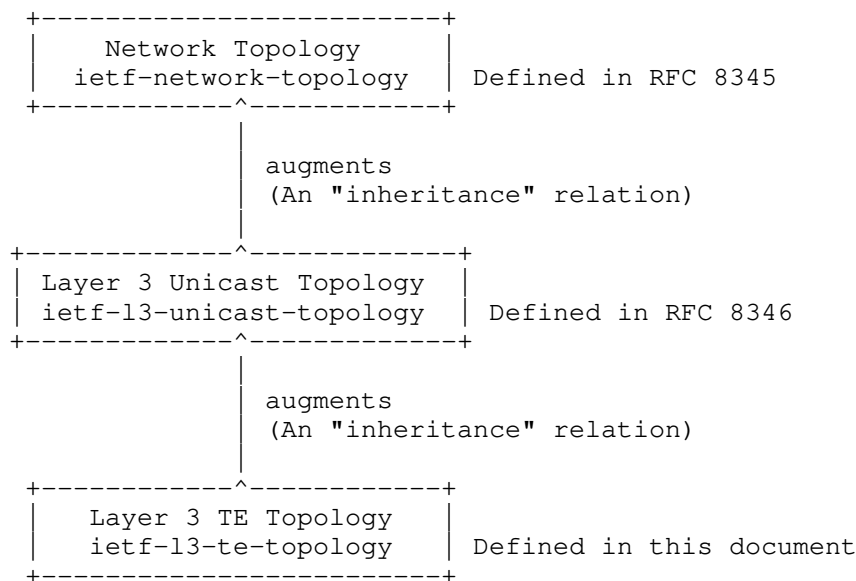 Network Topology
ietf-network-topology Defined in RFC 8345
augments
(An "inheritance" relation)
Layer 3 Unicast Topology
ietf-l3-unicast-topology Defined in RFC 8346
augments
(An "inheritance" relation)
Layer 3 TE Topology
ietf-l3-te-topology Defined in this document